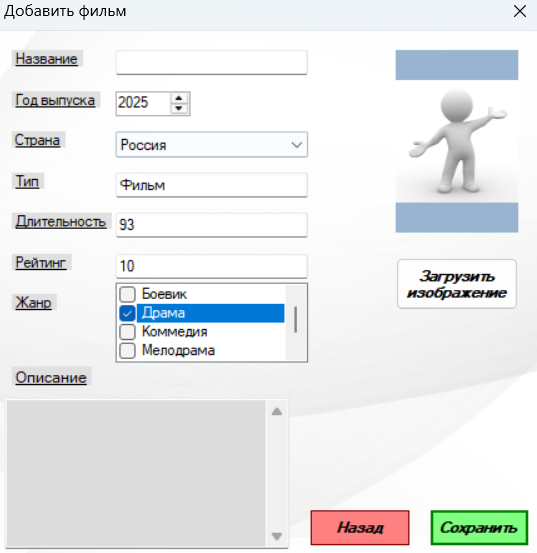 Добавить фильм
Название
Год выпуска 2025
Страна Россия
Тип Фильм
Длительность 93
Рейтинг 10
Жанр
Боевик
Драма
Коммедия
Мелодрама
Загрузить
изображение
Описание
Назад Сохранить